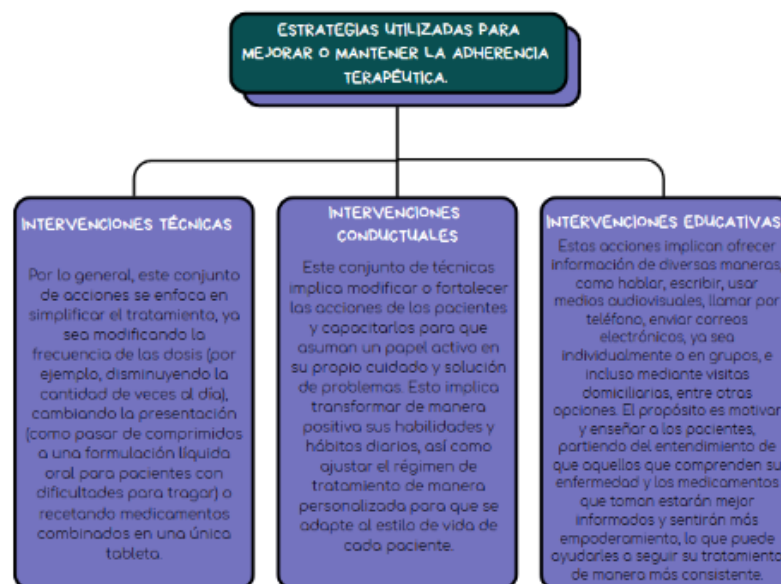 ESTRATEGIAS UTILIZADAS PARA
MEJORAR O MANTENER LA ADHERENCIA
TERAPÉUTICA.
INTERVENCIONES TÉCNICAS
Por lo general, este conjunto
de acciones se enfoca en
simplificar el tratamiento, ya
sea modificando la
frecuencia de las dosis (por
ejemplo, disminuyendo la
cantidad de veces al día),
cambiando la presentación
(como pasar de comprimidos
a una formulación líquida
oral para pacientes con
dificultades para tragar) o
recetando medicamentos
combinados en una única
tableta.
INTERVENCIONES
CONDUCTUALES
Este conjunto de técnicas
implica modificar o fortalecer
las acciones de los pacientes
y capacitarlos para que
asuman un papel activo en
su propio cuidado y solución
de problemas. Esto implica
transformar de manera
positiva sus habilidades y
hábitos diarios, así como
ajustar el régimen de
tratamiento de manera
personalizada para que se
adapte al estilo de vida de
cada paciente.
INTERVENCIONES EDUCATIVAS
Estas acciones implican ofrecer
información de diversas maneras,
como hablar, escribir, usar
medios audiovisuales, llamar por
teléfono, enviar correos
electrónicos, ya sea
individualmente o en grupos, e
incluso mediante visitas
domiciliarias, entre otras
opciones. El propósito es motivar
y enseñar a los pacientes,
partiendo del entendimiento de
que aquellos que comprenden su
enfermedad y los medicamentos
que toman estarán mejor
informados y sentirán más
empoderamiento, lo que puede
ayudarles a seguir su tratamiento
de manera más consistente.